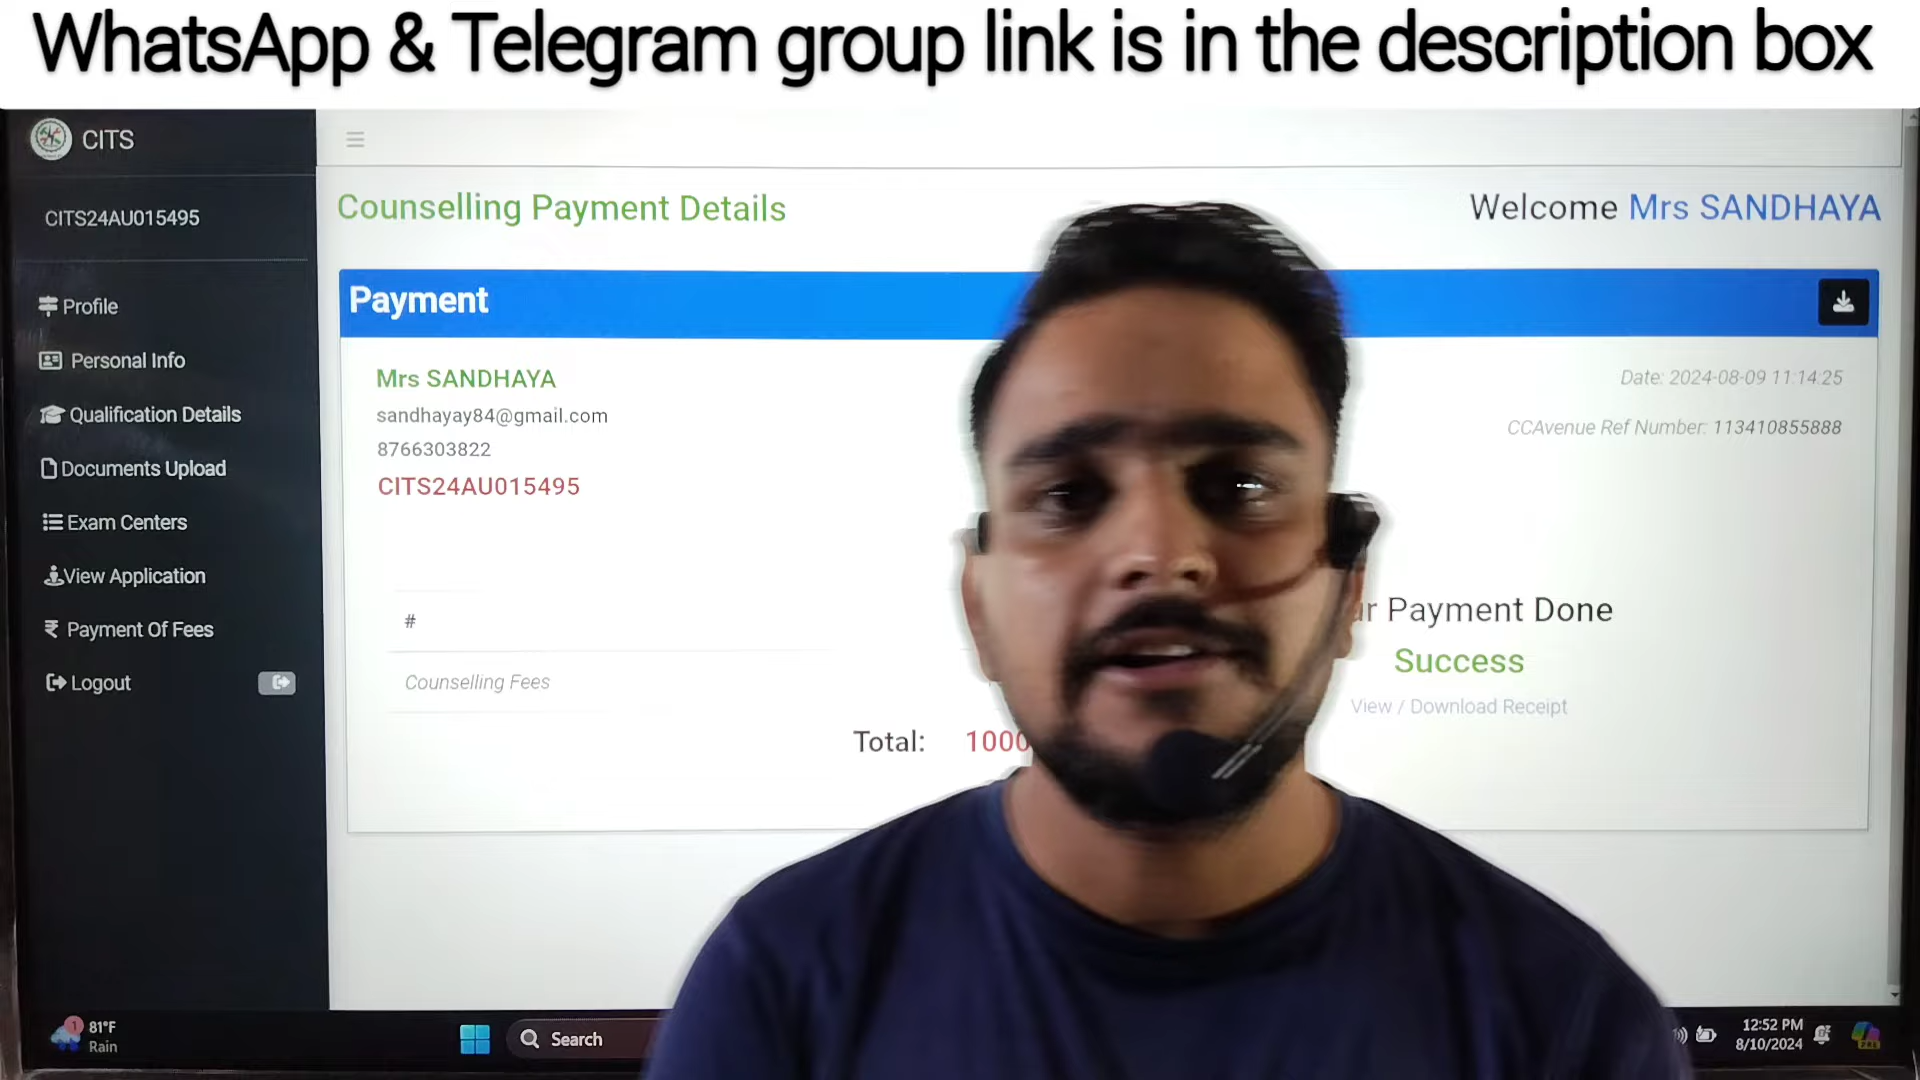 WhatsApp & Telegram group link is in the description box
CITS
CITS24AU015495
Profile
Personal Info
Qualification Details
Documents Upload
Exam Centers
View Application
Payment Of Fees
Logout
Counselling Payment Details
Welcome Mrs SANDHAYA
Payment
Mrs SANDHAYA
sandhayay84@gmail.com
8766303822
CITS24AU015495
Date: 2024-08-09 11:14:25
CCAvenue Ref Number: 113410855888
#
Counselling Fees
Total: 1000
Payment Done
Success
View / Download Receipt
1
81°F
Rain
Search
12:52 PM
8/10/2024